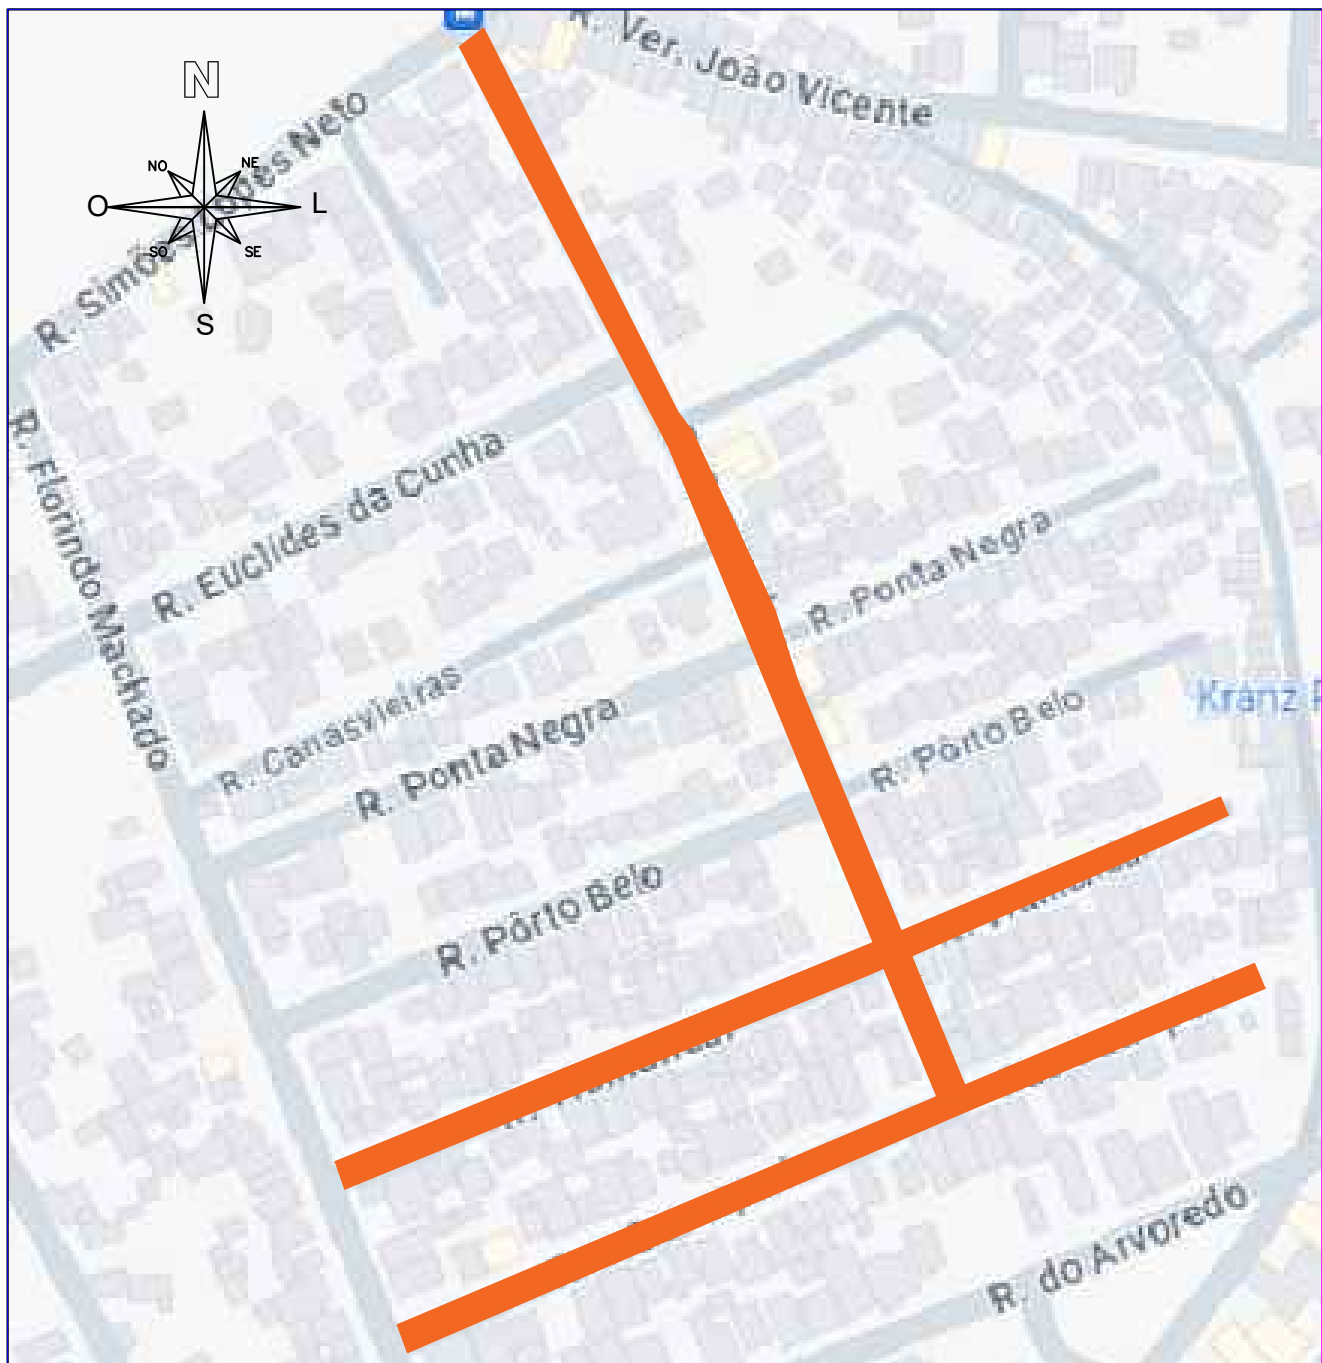 R. Ver. João Vicente
N
R. Simões Lopes Neto
NO
NE
O
L
SO
SE
S
R. Florindo Machado
R. Euclides da Cunha
R. Ponta Negra
R. Canasvieiras
R. Ponta Negra
Kranz
R. Pôrto Belo
R. Pôrto Belo
R. do Arvoredo